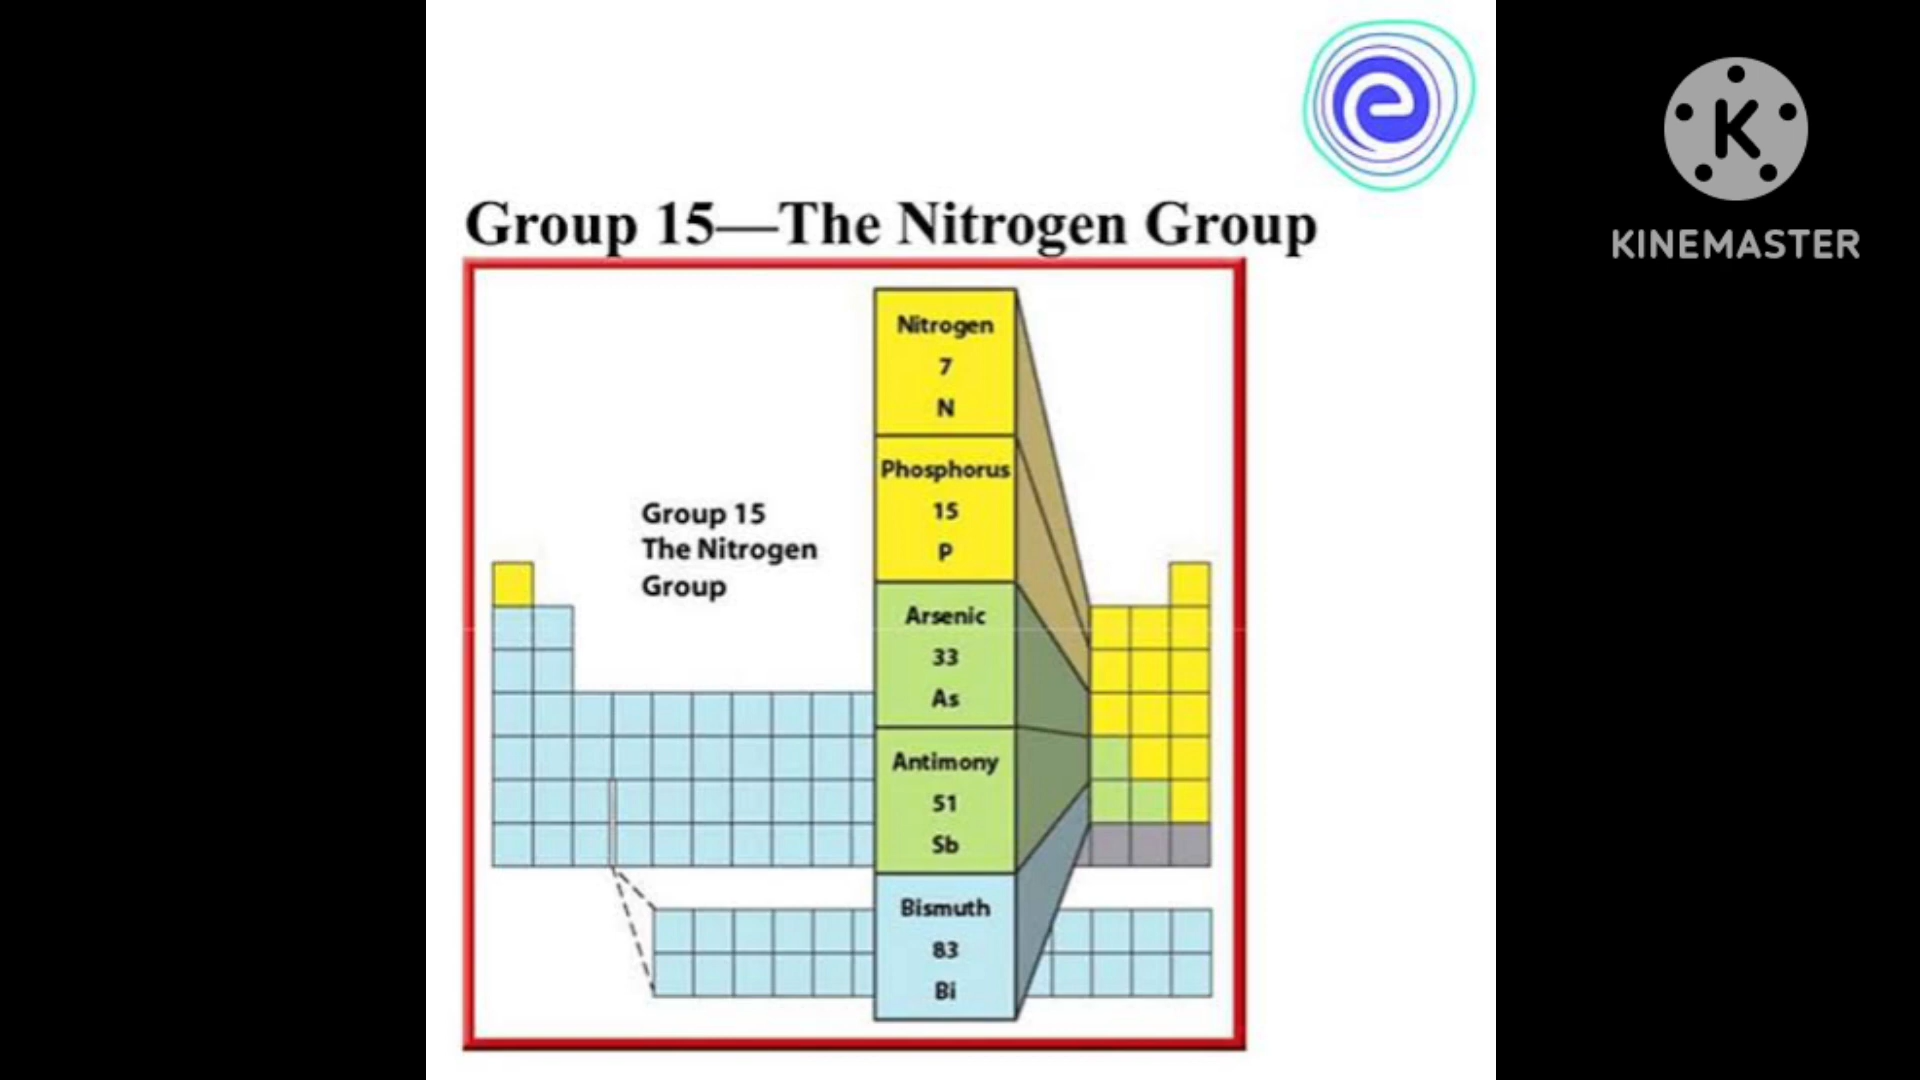 K
KINEMASTER
e
Group 15—The Nitrogen Group
Group 15
The Nitrogen
Group
Nitrogen
7
N
Phosphorus
15
P
Arsenic
33
As
Antimony
51
Sb
Bismuth
83
Bi